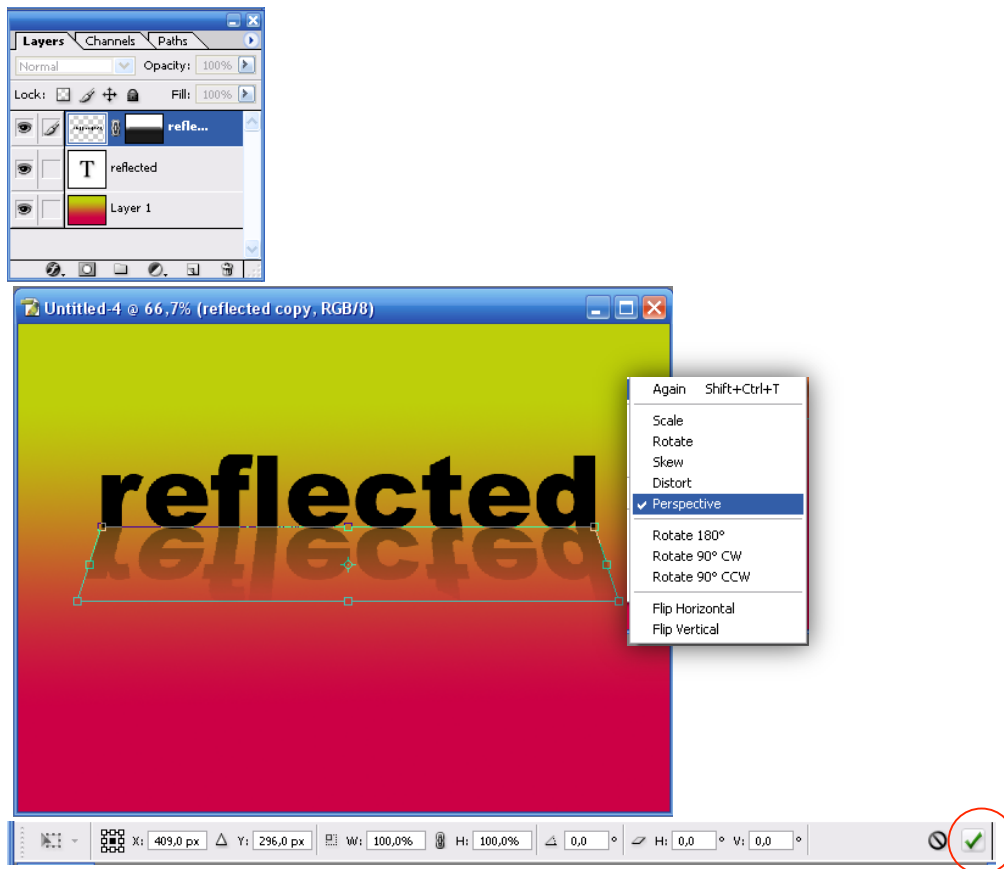 Layers Channels Paths
Normal Opacity: 100%
Lock: Fill: 100%
refle...
T reflected
Layer 1
Untitled-4 @ 66,7% (reflected copy, RGB/8)
Again Shift+Ctrl+T
Scale
Rotate
Skew
Distort
Perspective
Rotate 180°
Rotate 90° CW
Rotate 90° CCW
Flip Horizontal
Flip Vertical
reflected
reflected
X: 409,0 px Y: 296,0 px W: 100,0% H: 100,0% 0,0 ° H: 0,0 ° V: 0,0 °